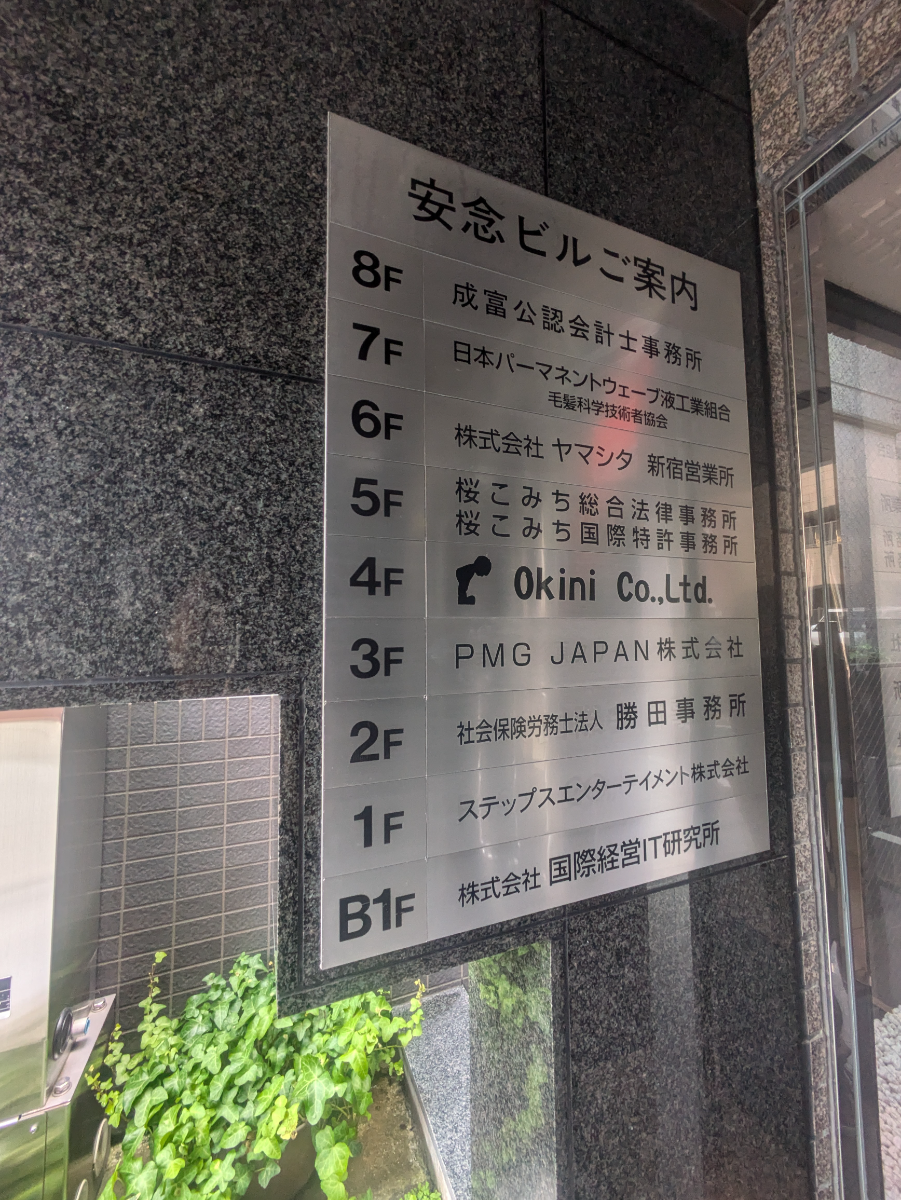 安念ビルご案内
8F 成富公認会計士事務所
7F 日本パーマネントウェーブ液工業組合
毛髪科学技術者協会
6F 株式会社 ヤマシタ 新宿営業所
5F 桜こみち総合法律事務所
桜こみち国際特許事務所
4F Okini Co.,Ltd.
3F PMG JAPAN株式会社
2F 社会保険労務士法人 勝田事務所
1F ステップスエンターテイメント株式会社
B1F 株式会社 国際経営IT研究所